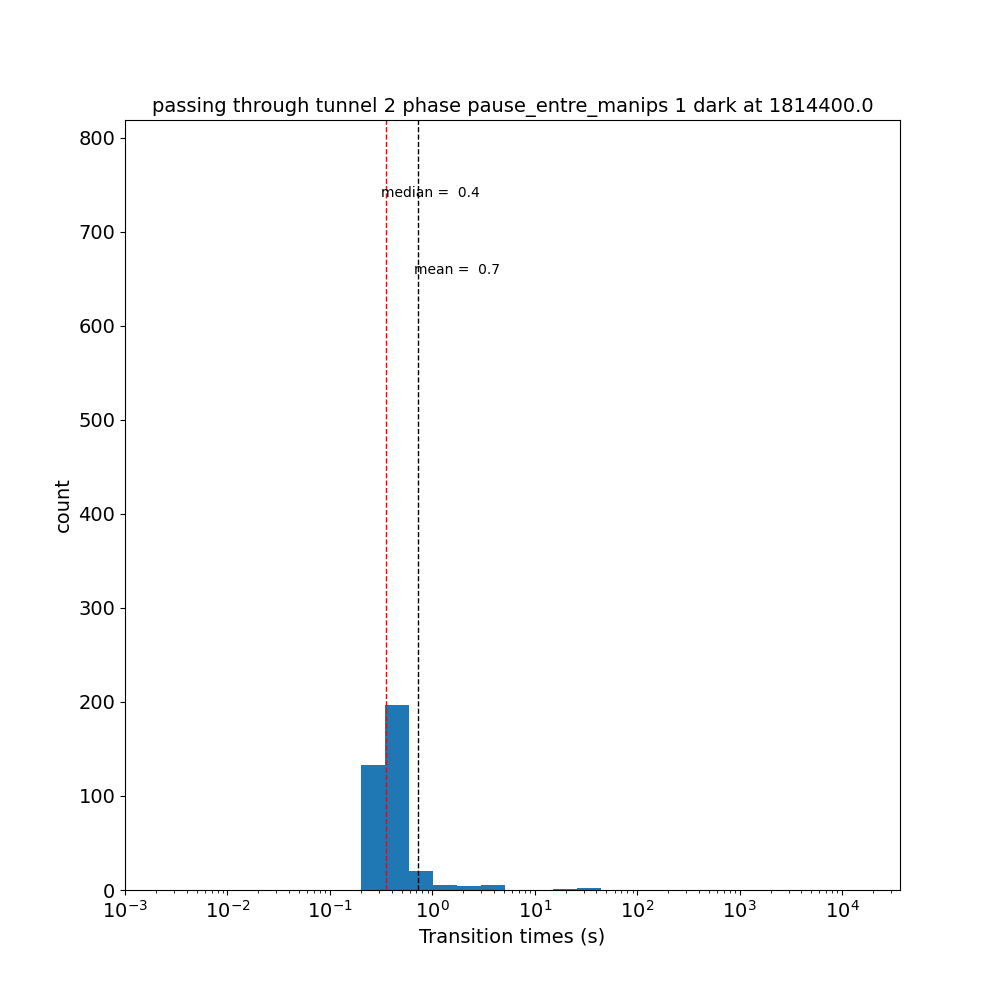 passing through tunnel 2 phase pause_entre_manips 1 dark at 1814400.0
800
median =  0.4
700
mean =  0.7
600
500
400
count
300
200
100
0
10⁻³ 10⁻² 10⁻¹ 10⁰ 10¹ 10² 10³ 10⁴
Transition times (s)